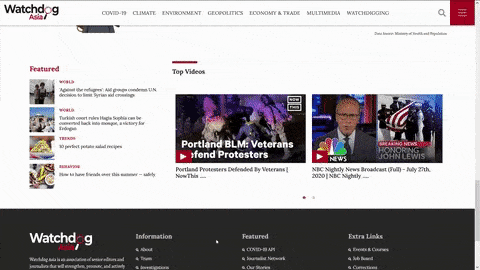 Watchdog
Asia
COVID-19 CLIMATE ENVIRONMENT GEOPOLITICS ECONOMY & TRADE MULTIMEDIA WATCHDOGGING
Data Source: Ministry of Health and Population
Featured
WORLD
'Against the refugees': Aid groups condemn U.N.
decision to limit Syrian aid crossings
WORLD
Turkish court rules Hagia Sophia can be
converted back into mosque, a victory for
Erdogan
TRENDS
10 perfect potato salad recipes
BEHAVIOR
How to have friends over this summer — safely
Top Videos
NOW
THIS
Portland BLM: Veterans
Defend Protesters
Portland Protesters Defended By Veterans |
NowThis .....
BREAKING NEWS
HONORING
JOHN LEWIS
NBC
NEWS
NBC Nightly News Broadcast (Full) - July 27th,
2020 | NBC Nightly .....
Watchdog
Asia
Watchdog Asia is an association of senior editors and
journalists that will strengthen, promote, and actively
Information
About
Team
Investigations
Featured
COVID-19 API
Journalist Network
Our Stories
Extra Links
Events & Courses
Job Board
Corrections